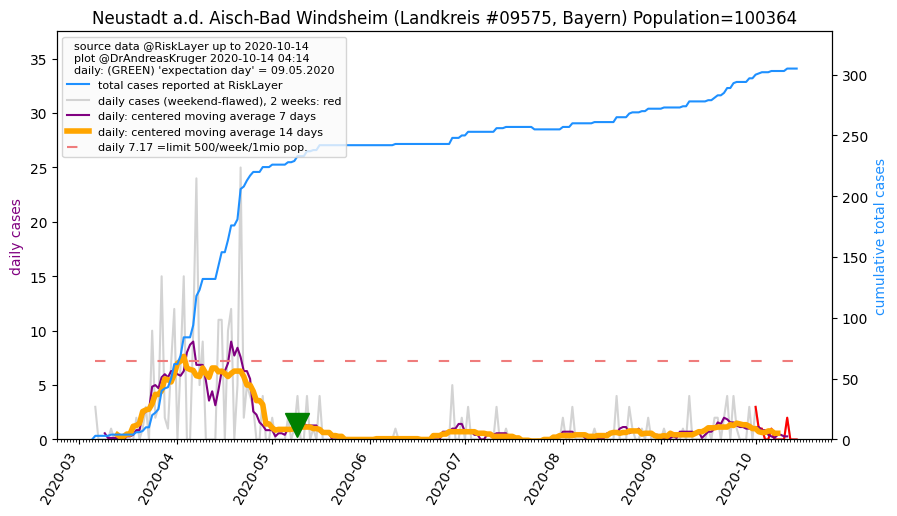 Neustadt a.d. Aisch-Bad Windsheim (Landkreis #09575, Bayern) Population=100364
source data @RiskLayer up to 2020-10-14
plot @DrAndreasKruger 2020-10-14 04:14
daily: (GREEN) 'expectation day' = 09.05.2020
total cases reported at RiskLayer
daily cases (weekend-flawed), 2 weeks: red
daily: centered moving average 7 days
daily: centered moving average 14 days
daily 7.17 =limit 500/week/1mio pop.
daily cases
35
30
25
20
15
10
5
0
cumulative total cases
300
250
200
150
100
50
0
2020-03
2020-04
2020-05
2020-06
2020-07
2020-08
2020-09
2020-10